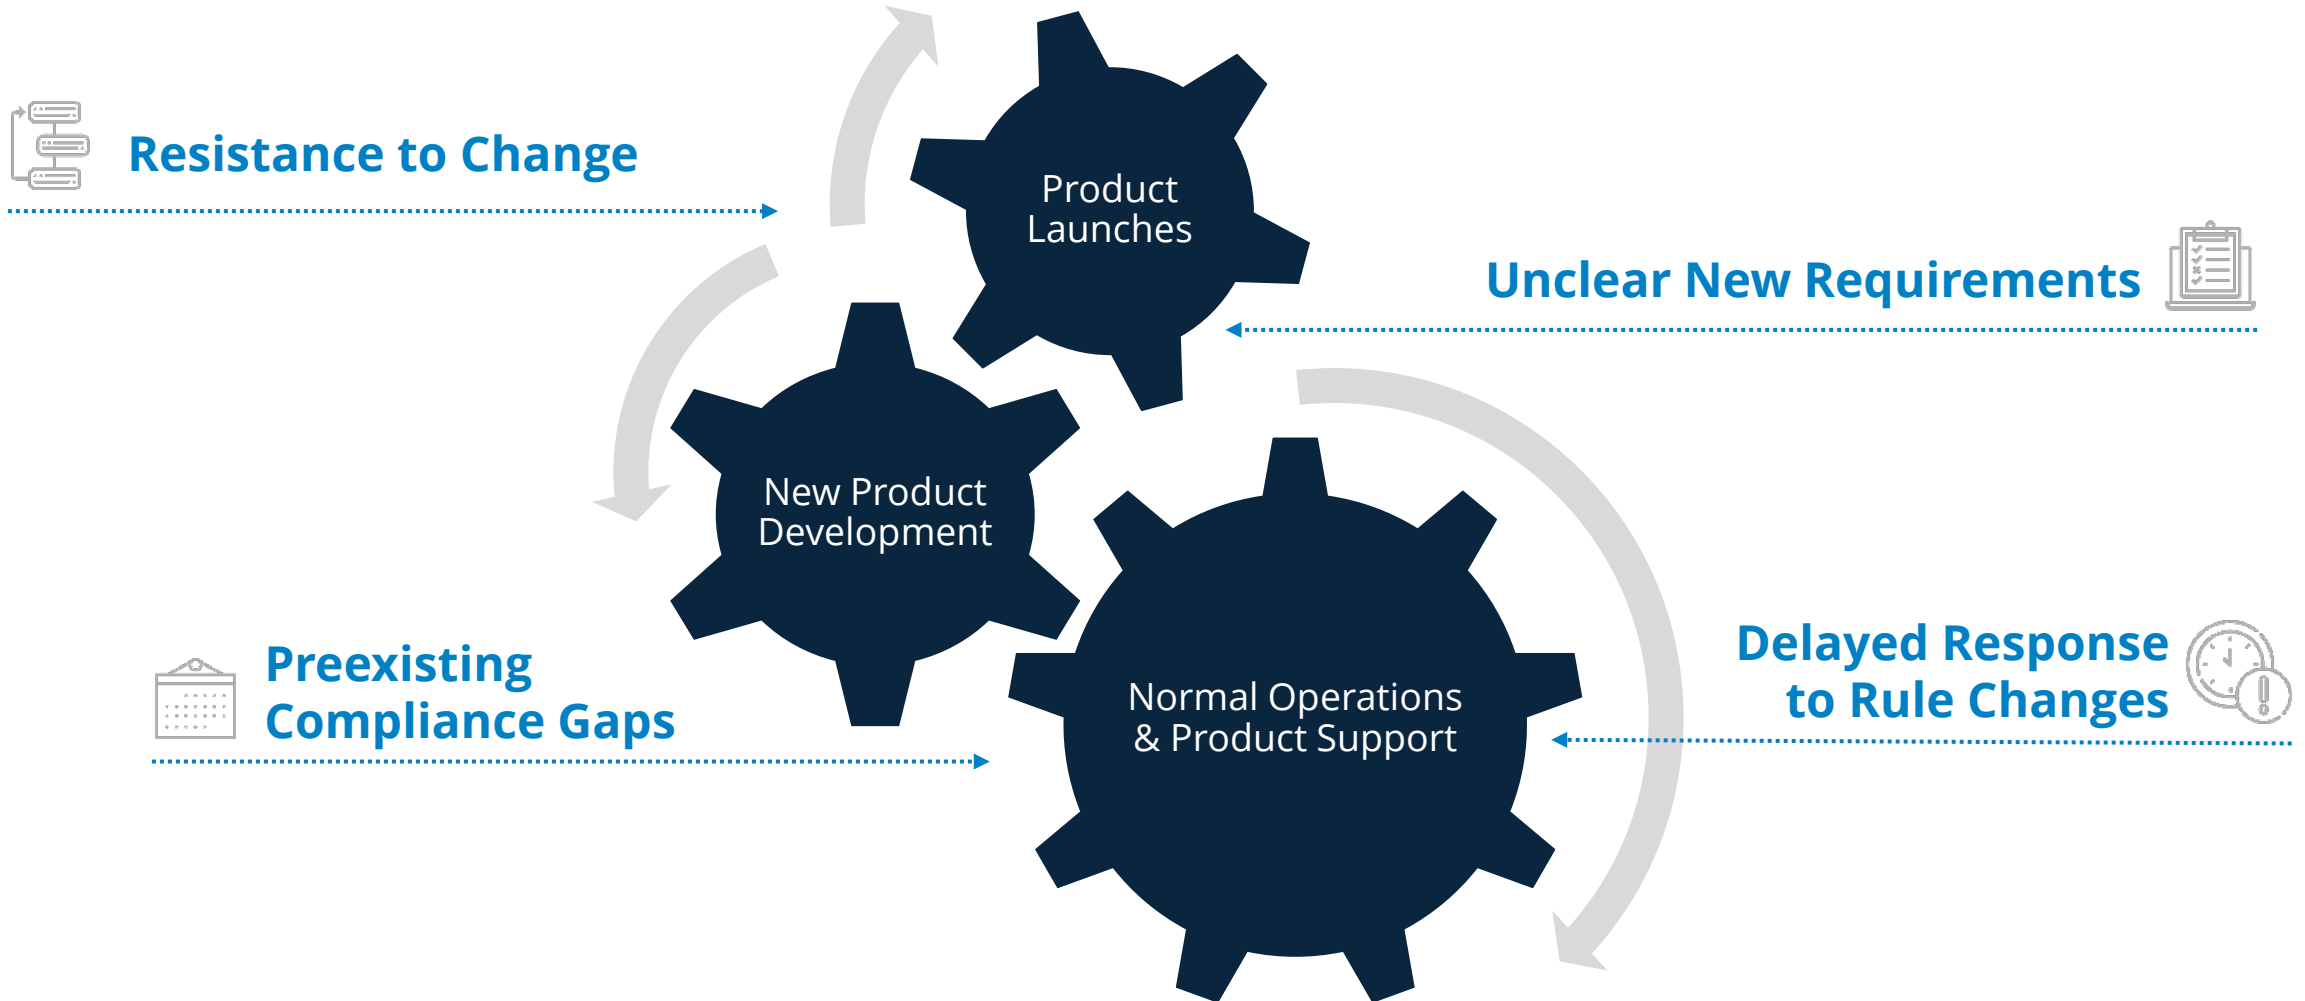 Resistance to Change
Product
Launches
Unclear New Requirements
New Product
Development
Preexisting
Compliance Gaps
Normal Operations
& Product Support
Delayed Response
to Rule Changes